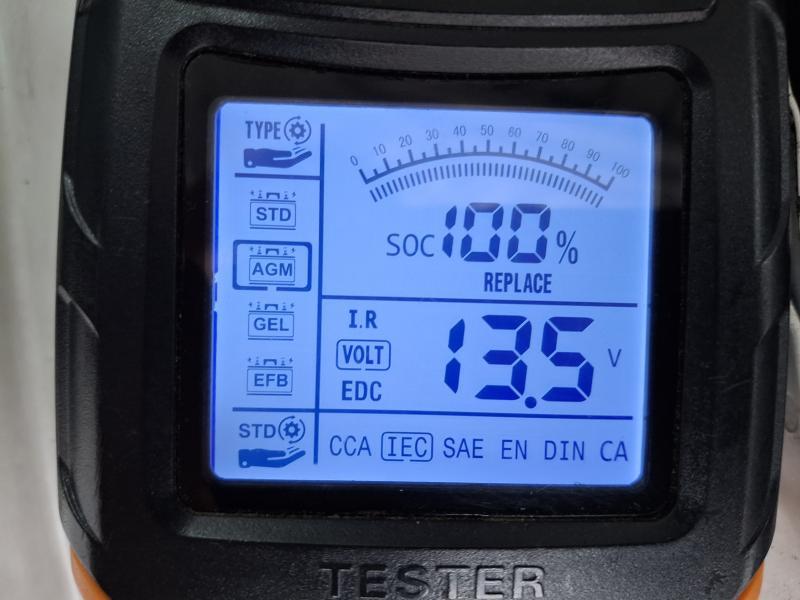 TYPE
STD
AGM
GEL
EFB
STD
0 10 20 30 40 50 60 70 80 90 100
SOC 100 %
REPLACE
I.R
VOLT
EDC
13.5 V
CCA IEC SAE EN DIN CA
TESTER